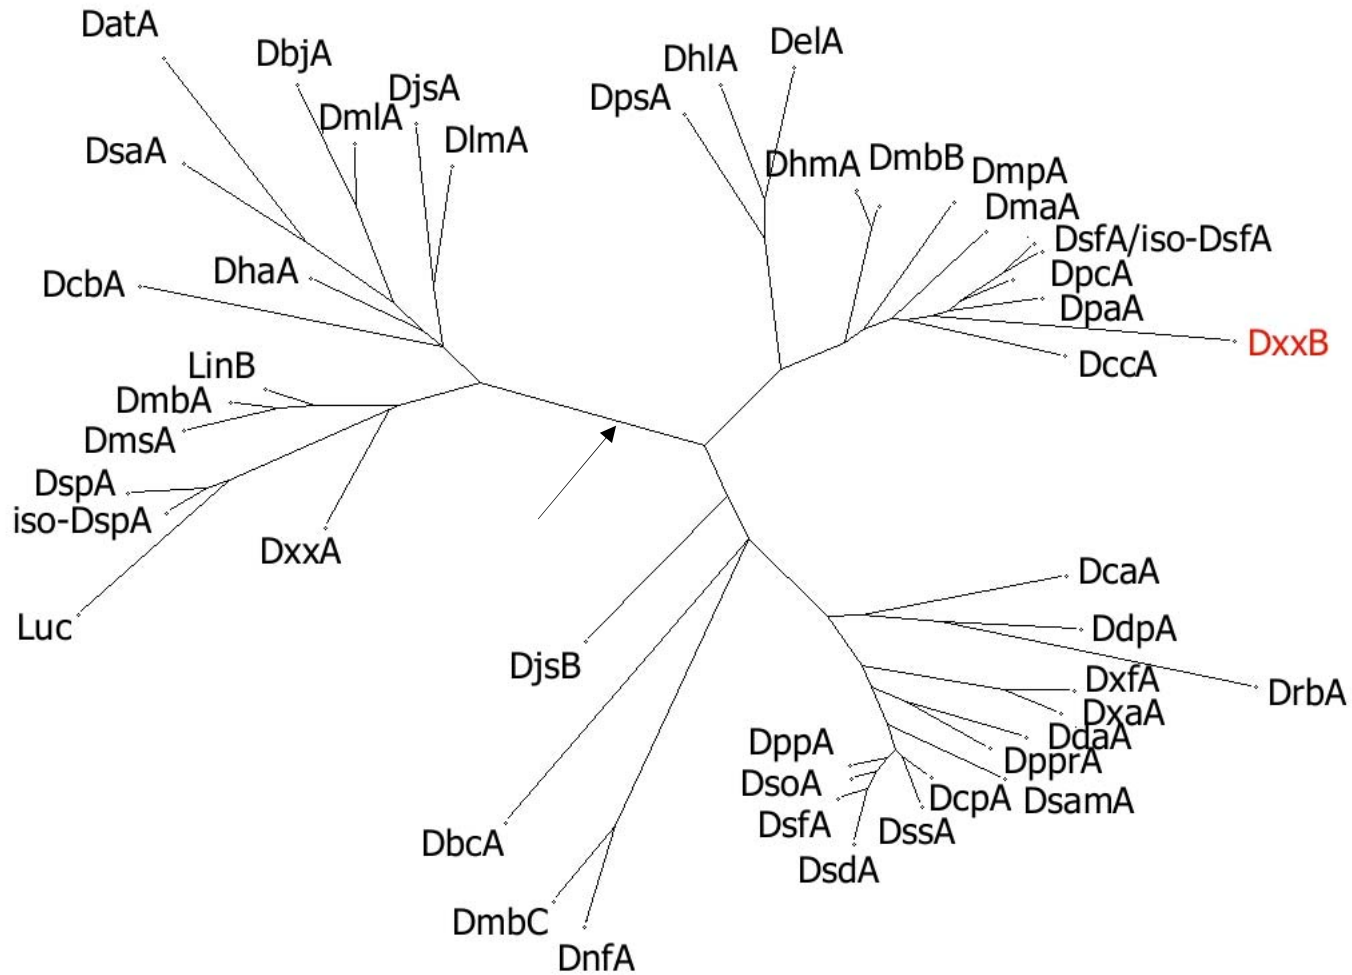 DatA
DbjA
DjsA
DmlA
DlmA
DsaA
DhaA
DcbA
LinB
DmbA
DmsA
DspA
iso-DspA
DxxA
Luc
DelA
DhlA
DpsA
DhmA
DmbB
DmpA
DmaA
DsfA/iso-DsfA
DpcA
DpaA
DxxB
DccA
DcaA
DdpA
DrbA
DxfA
DxaA
DdaA
DpprA
DsamA
DcpA
DssA
DppA
DsoA
DsfA
DsdA
DjsB
DbcA
DmbC
DnfA